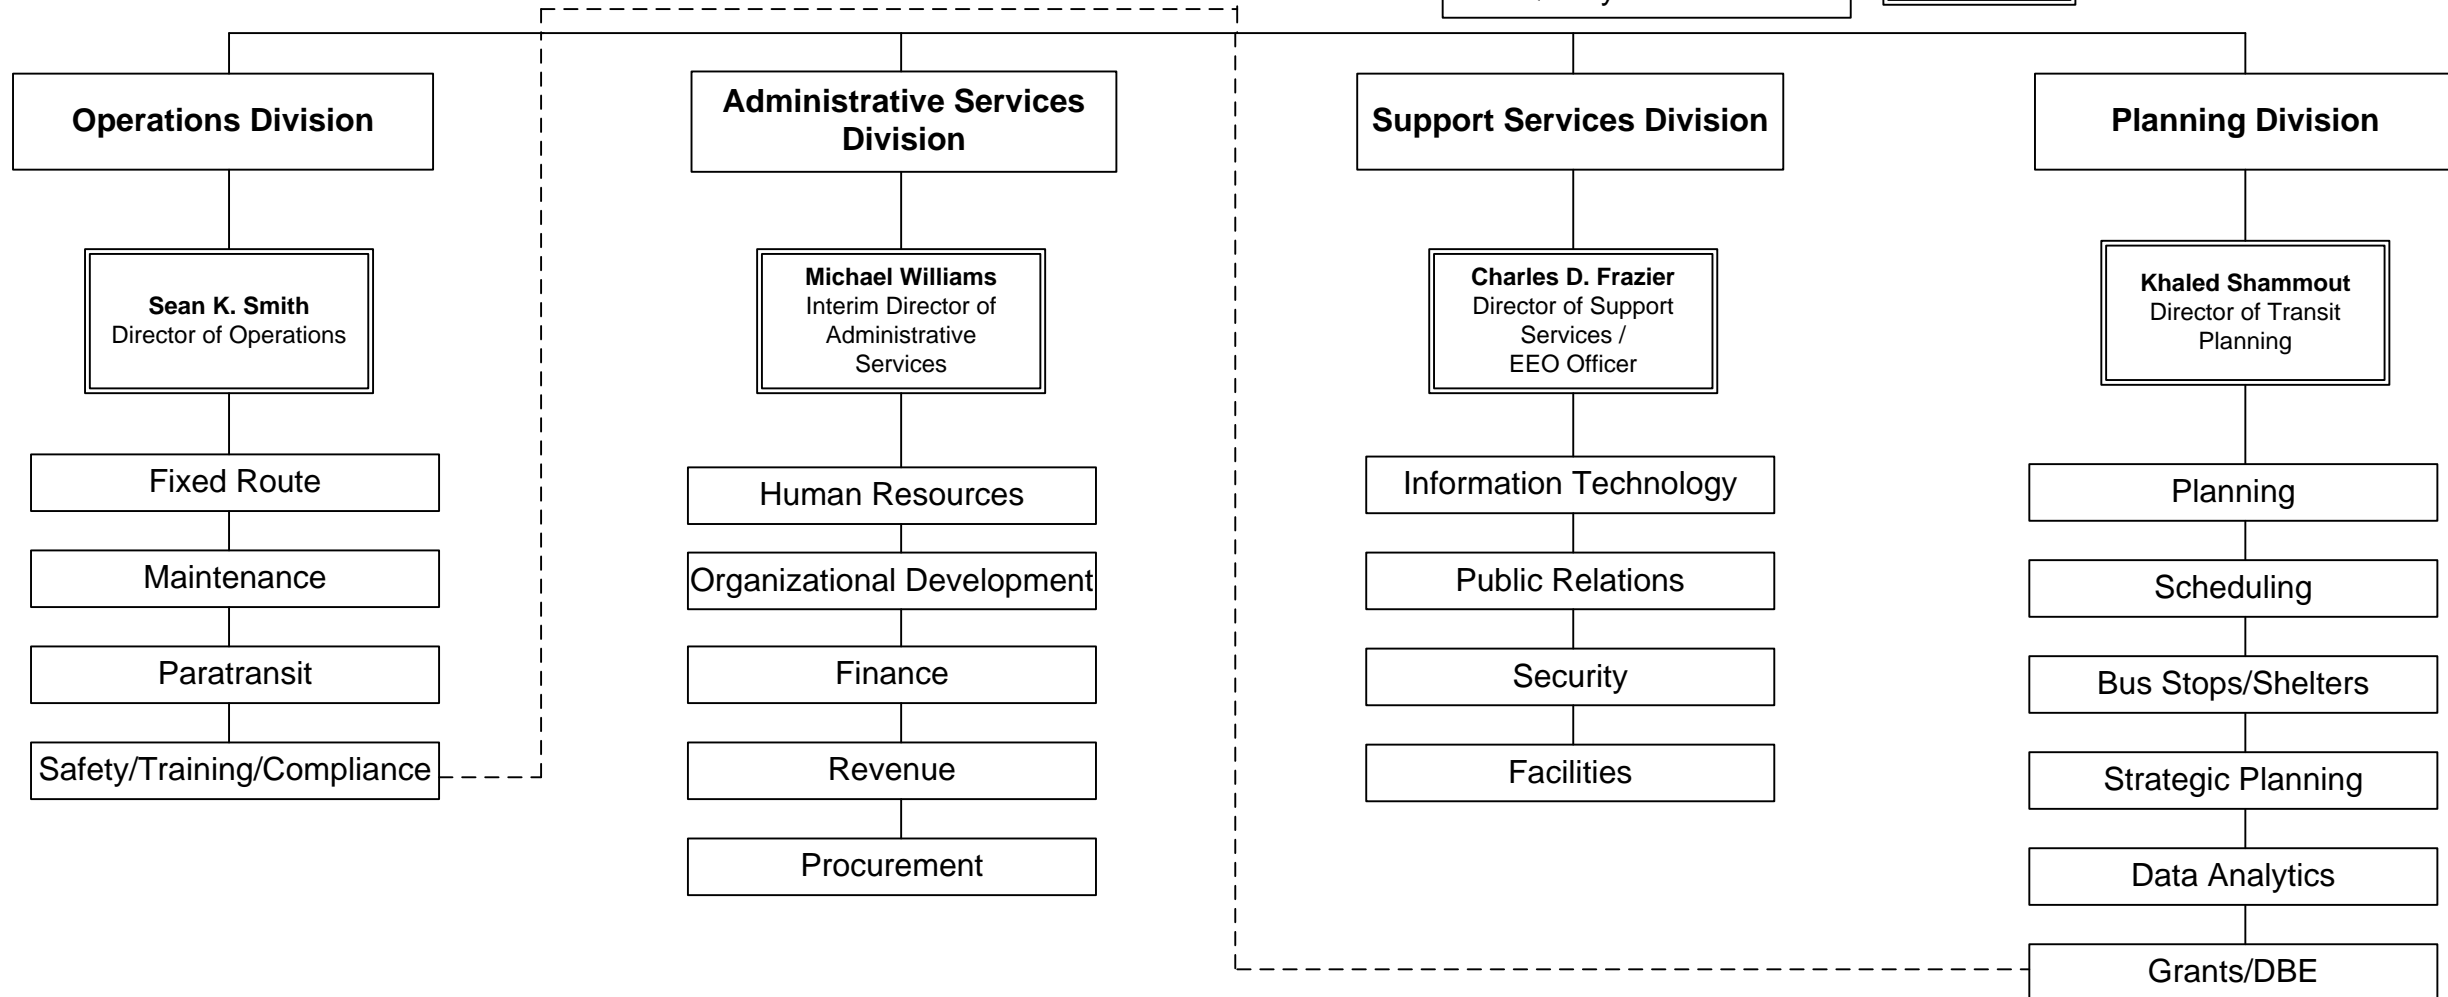 Operations Division
Administrative Services
Division
Support Services Division
Planning Division
Sean K. Smith
Director of Operations
Michael Williams
Interim Director of
Administrative
Services
Charles D. Frazier
Director of Support
Services /
EEO Officer
Khaled Shammout
Director of Transit
Planning
Fixed Route
Maintenance
Paratransit
Safety/Training/Compliance
Human Resources
Organizational Development
Finance
Revenue
Procurement
Information Technology
Public Relations
Security
Facilities
Planning
Scheduling
Bus Stops/Shelters
Strategic Planning
Data Analytics
Grants/DBE